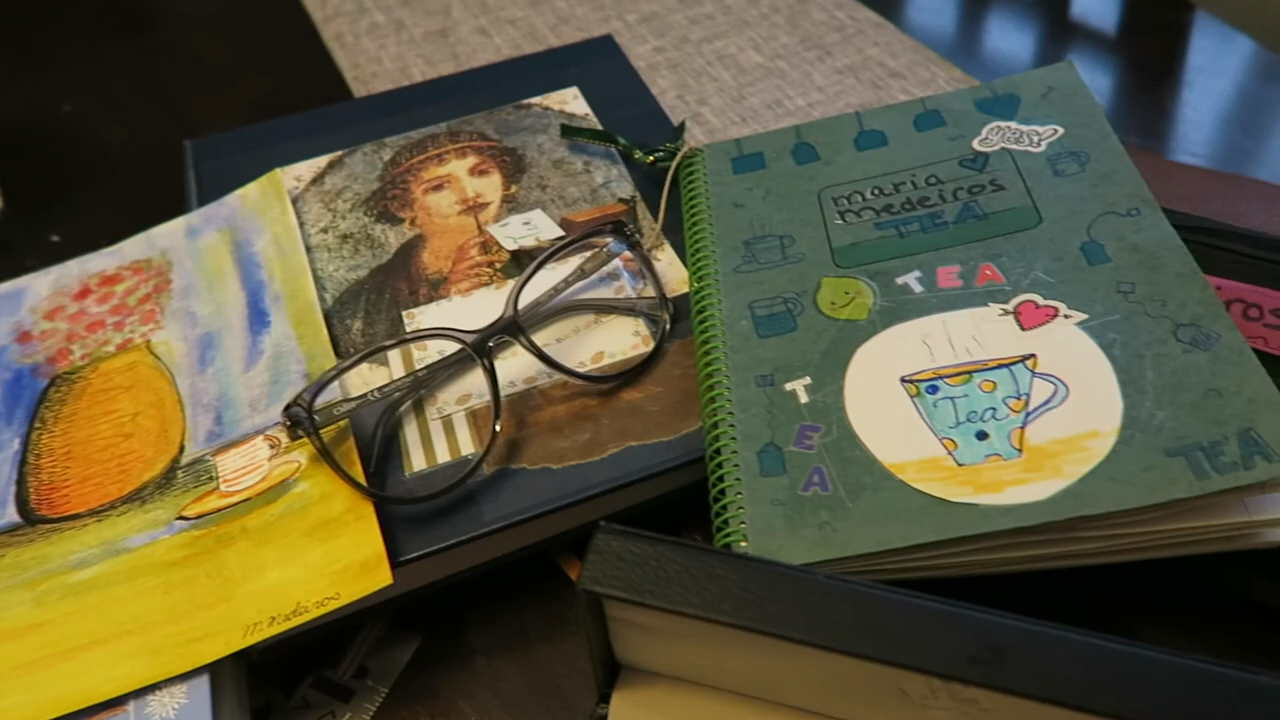 yes!
maria
medeiros
TEA
TEA
Tea
T
E
A
TEA
M. Medeiros